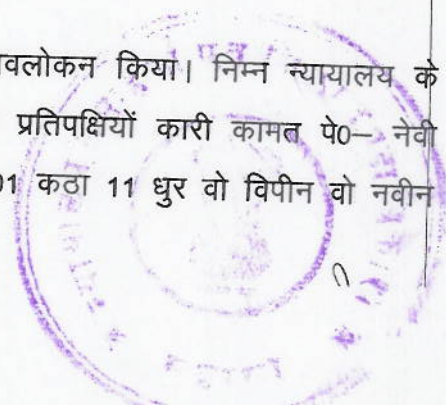 वलोकन किया। निम्न न्यायालय के
प्रतिपक्षियों कारी कामत पे0– नेवी
01 कठा 11 धुर वो विपीन वो नवीन